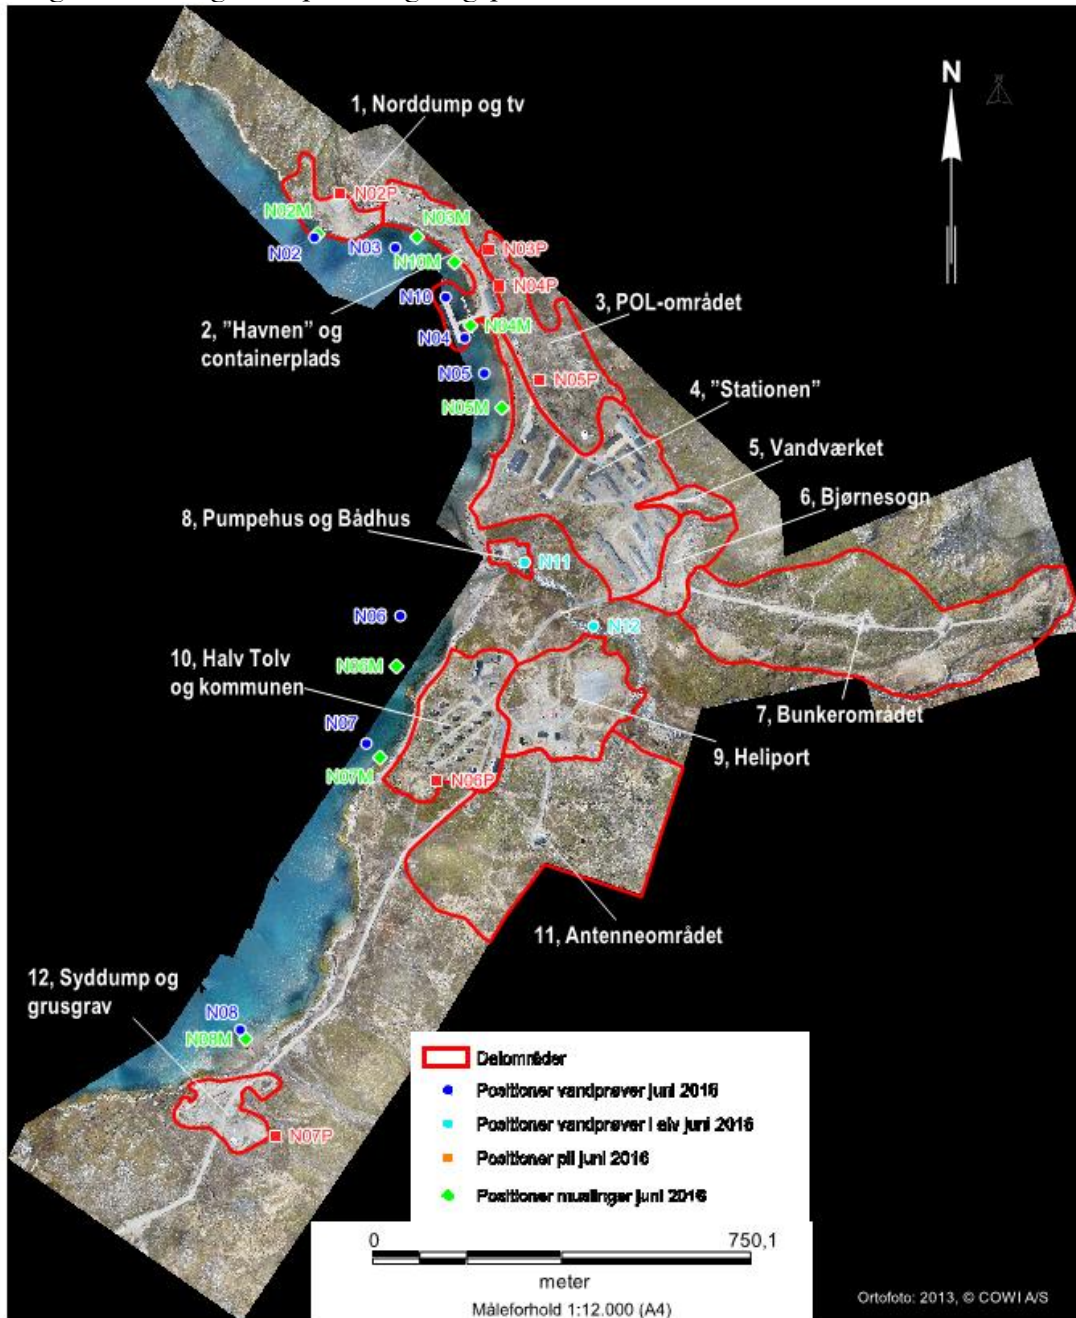 N
1, Norddump og tv
N02P
N02M
N02
N03
N03M
N10M
N03P
N04P
N10
3, POL-området
2, "Havnen" og
containerplads
N04M
N04
N05
N05P
N05M
4, "Stationen"
5, Vandværket
6, Bjørnesogn
8, Pumpehus og Bådhus
N11
N06
N12
N06M
10, Halv Tolv
og kommunen
7, Bunkerområdet
N07
N07M
9, Heliport
N06P
11, Antenneområdet
12, Syddump og
grusgrav
N08
N08M
N07P
Delområder
Positioner vandprøver juni 2016
Positioner vandprøver i elv juni 2016
Positioner pil juni 2016
Positioner muslinger juni 2016
0 750,1
meter
Måleforhold 1:12.000 (A4)
Ortofoto: 2013, © COWI A/S